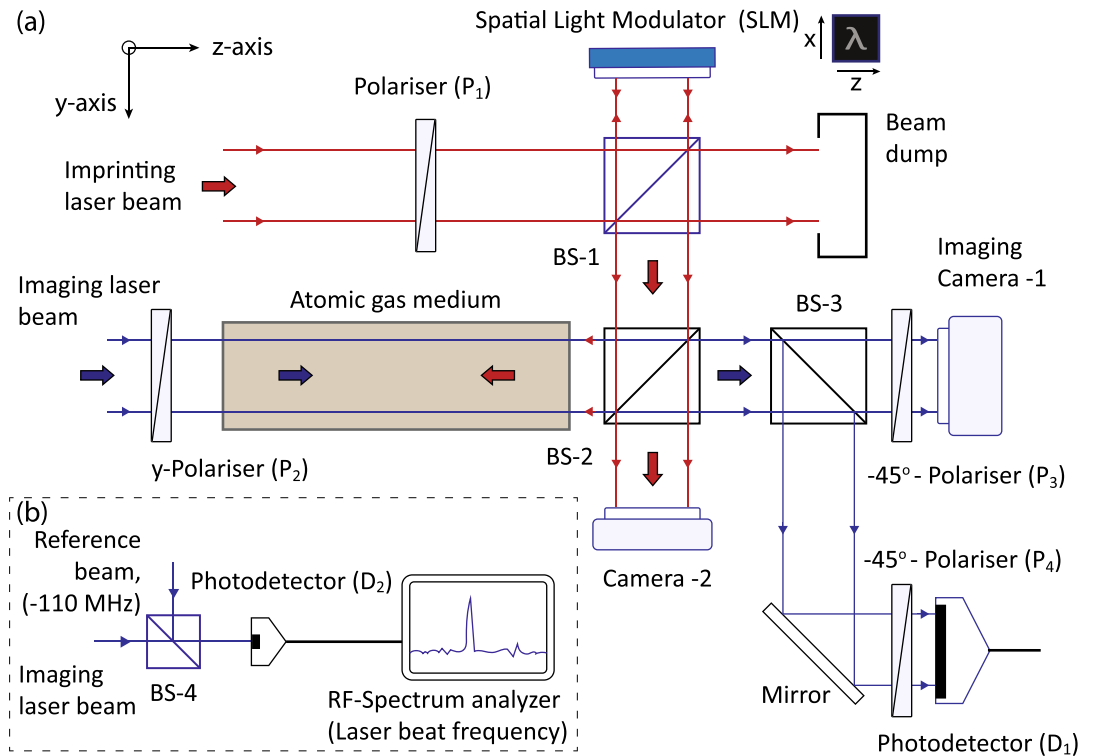 (a)
z-axis
y-axis
Spatial Light Modulator (SLM)
x
λ
z
Polariser (P₁)
Imprinting
laser beam
Beam
dump
BS-1
Imaging
Camera -1
Imaging laser
beam
Atomic gas medium
BS-3
y-Polariser (P₂)
BS-2
-45° - Polariser (P₃)
Camera -2
-45° - Polariser (P₄)
Mirror
Photodetector (D₁)
(b)
Reference
beam,
(-110 MHz)
Photodetector (D₂)
Imaging
laser beam
BS-4
RF-Spectrum analyzer
(Laser beat frequency)